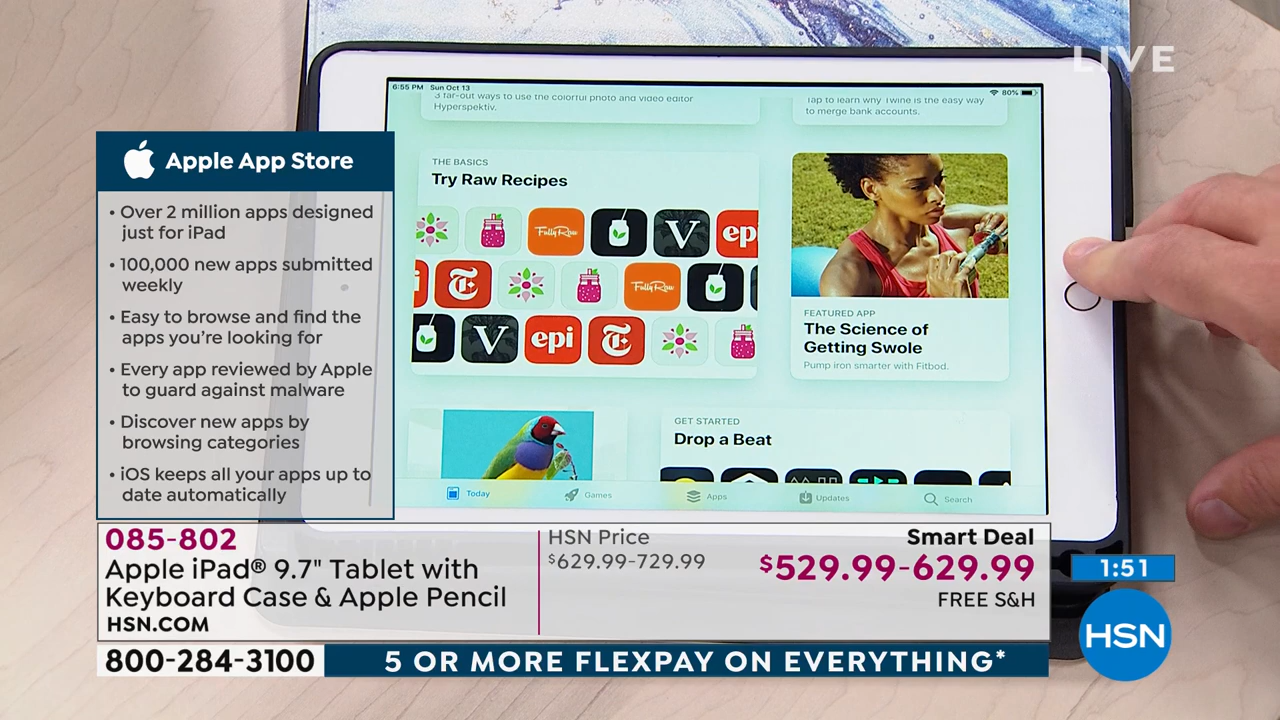 LIVE
6:55 PM Sun Oct 13
80%
3 far-out ways to use the colorful photo and video editor
Hyperspektiv.
Tap to learn why Twine is the easy way
to merge bank accounts.
THE BASICS
Try Raw Recipes
FullyRaw
V
epi
T
FullyRaw
V
epi
T
FEATURED APP
The Science of
Getting Swole
Pump iron smarter with Fitbod.
GET STARTED
Drop a Beat
Today
Games
Apps
Updates
Search
Apple App Store
• Over 2 million apps designed
just for iPad
• 100,000 new apps submitted
weekly
• Easy to browse and find the
apps you're looking for
• Every app reviewed by Apple
to guard against malware
• Discover new apps by
browsing categories
• iOS keeps all your apps up to
date automatically
085-802
Apple iPad® 9.7" Tablet with
Keyboard Case & Apple Pencil
HSN.COM
HSN Price
$629.99-729.99
Smart Deal
$529.99-629.99
FREE S&H
1:51
HSN
800-284-3100
5 OR MORE FLEXPAY ON EVERYTHING*